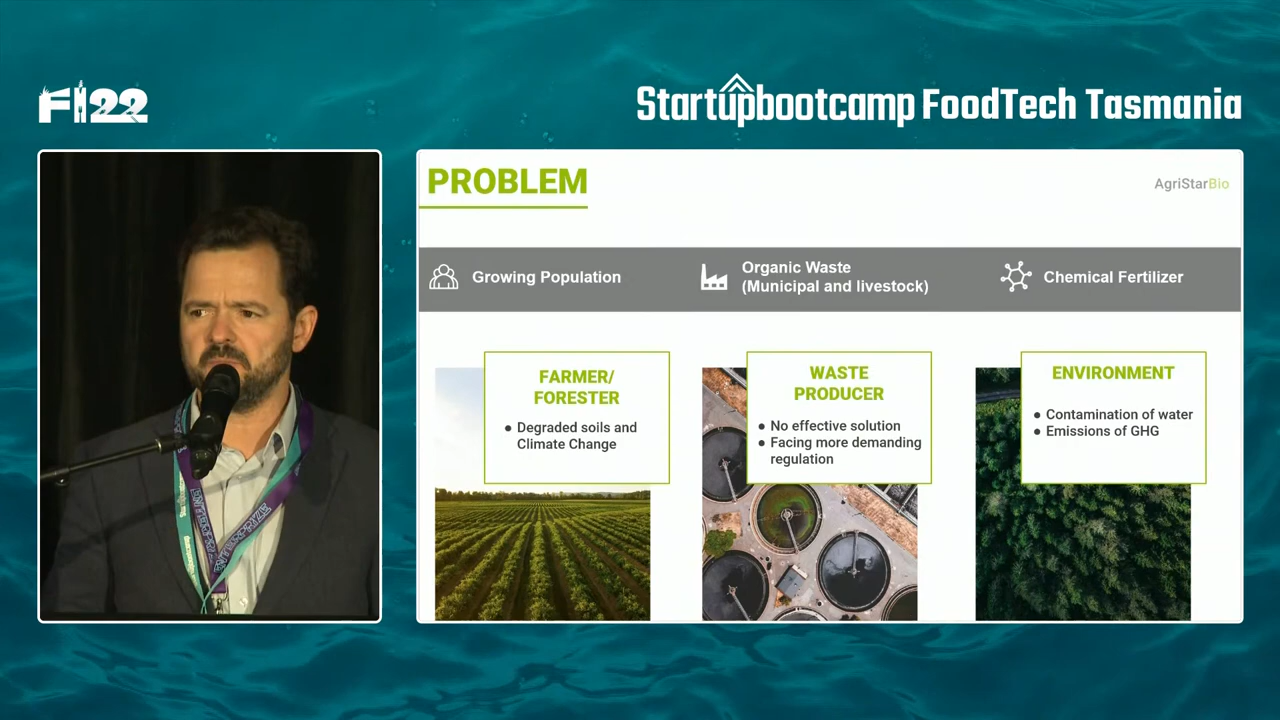 FI22
Startupbootcamp FoodTech Tasmania
PROBLEM
AgriStarBio
Growing Population
Organic Waste
(Municipal and livestock)
Chemical Fertilizer
FARMER/
FORESTER
• Degraded soils and
Climate Change
WASTE
PRODUCER
• No effective solution
• Facing more demanding
regulation
ENVIRONMENT
• Contamination of water
• Emissions of GHG